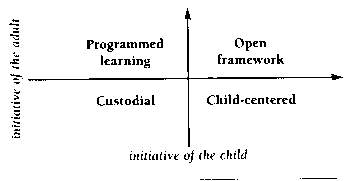 initiative of the adult
Programmed
learning
Open
framework
Custodial
Child-centered
initiative of the child